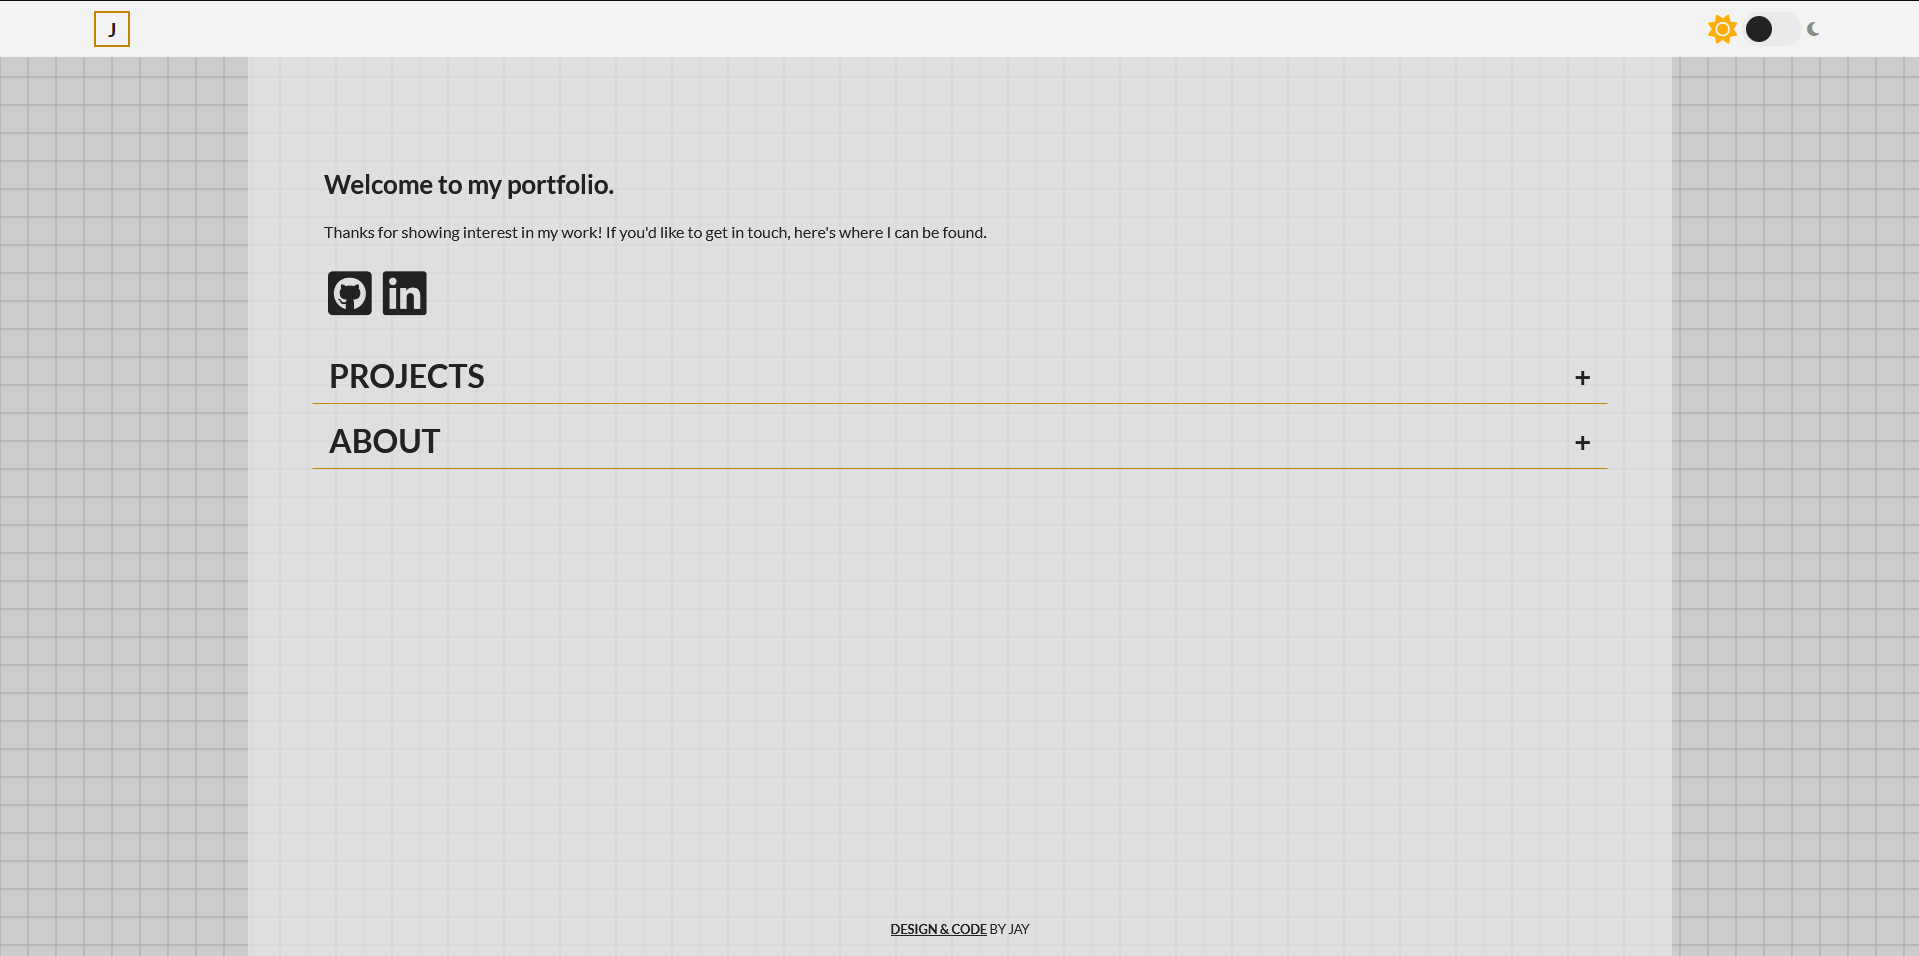 J
Welcome to my portfolio.
Thanks for showing interest in my work! If you'd like to get in touch, here's where I can be found.
in
PROJECTS +
ABOUT +
DESIGN & CODE BY JAY